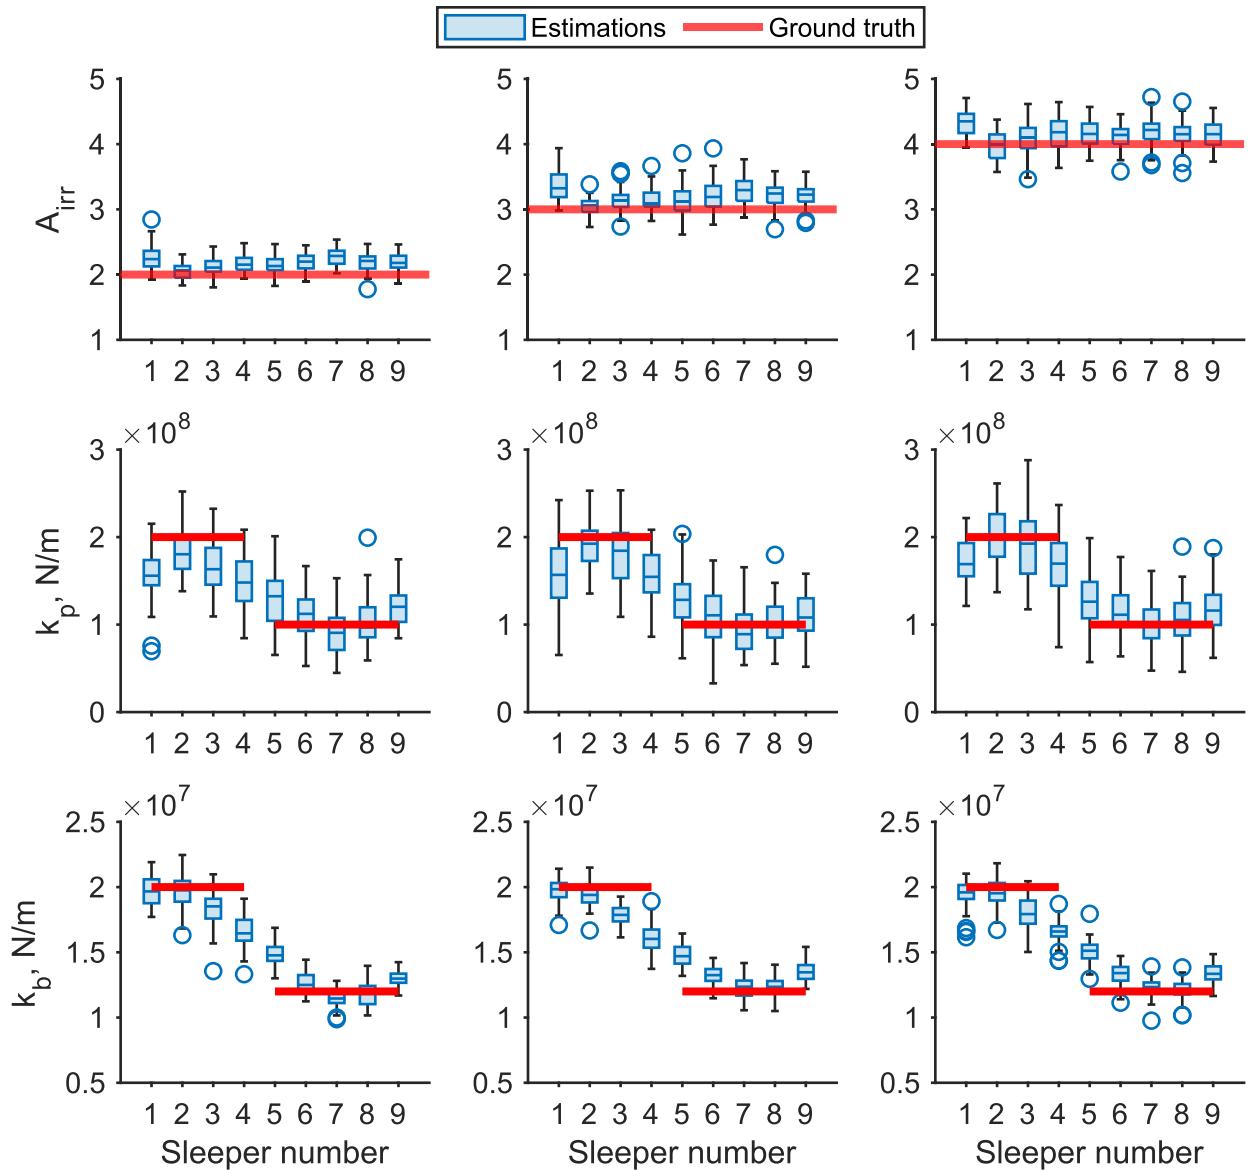 Estimations Ground truth
5 5 5
4 4 4
3 3 3
2 2 2
1 1 1
A_irr
1 2 3 4 5 6 7 8 9 1 2 3 4 5 6 7 8 9 1 2 3 4 5 6 7 8 9
×10^8 ×10^8 ×10^8
3 3 3
2 2 2
1 1 1
0 0 0
k_p, N/m
1 2 3 4 5 6 7 8 9 1 2 3 4 5 6 7 8 9 1 2 3 4 5 6 7 8 9
×10^7 ×10^7 ×10^7
2.5 2.5 2.5
2 2 2
1.5 1.5 1.5
1 1 1
0.5 0.5 0.5
k_b, N/m
1 2 3 4 5 6 7 8 9 1 2 3 4 5 6 7 8 9 1 2 3 4 5 6 7 8 9
Sleeper number Sleeper number Sleeper number